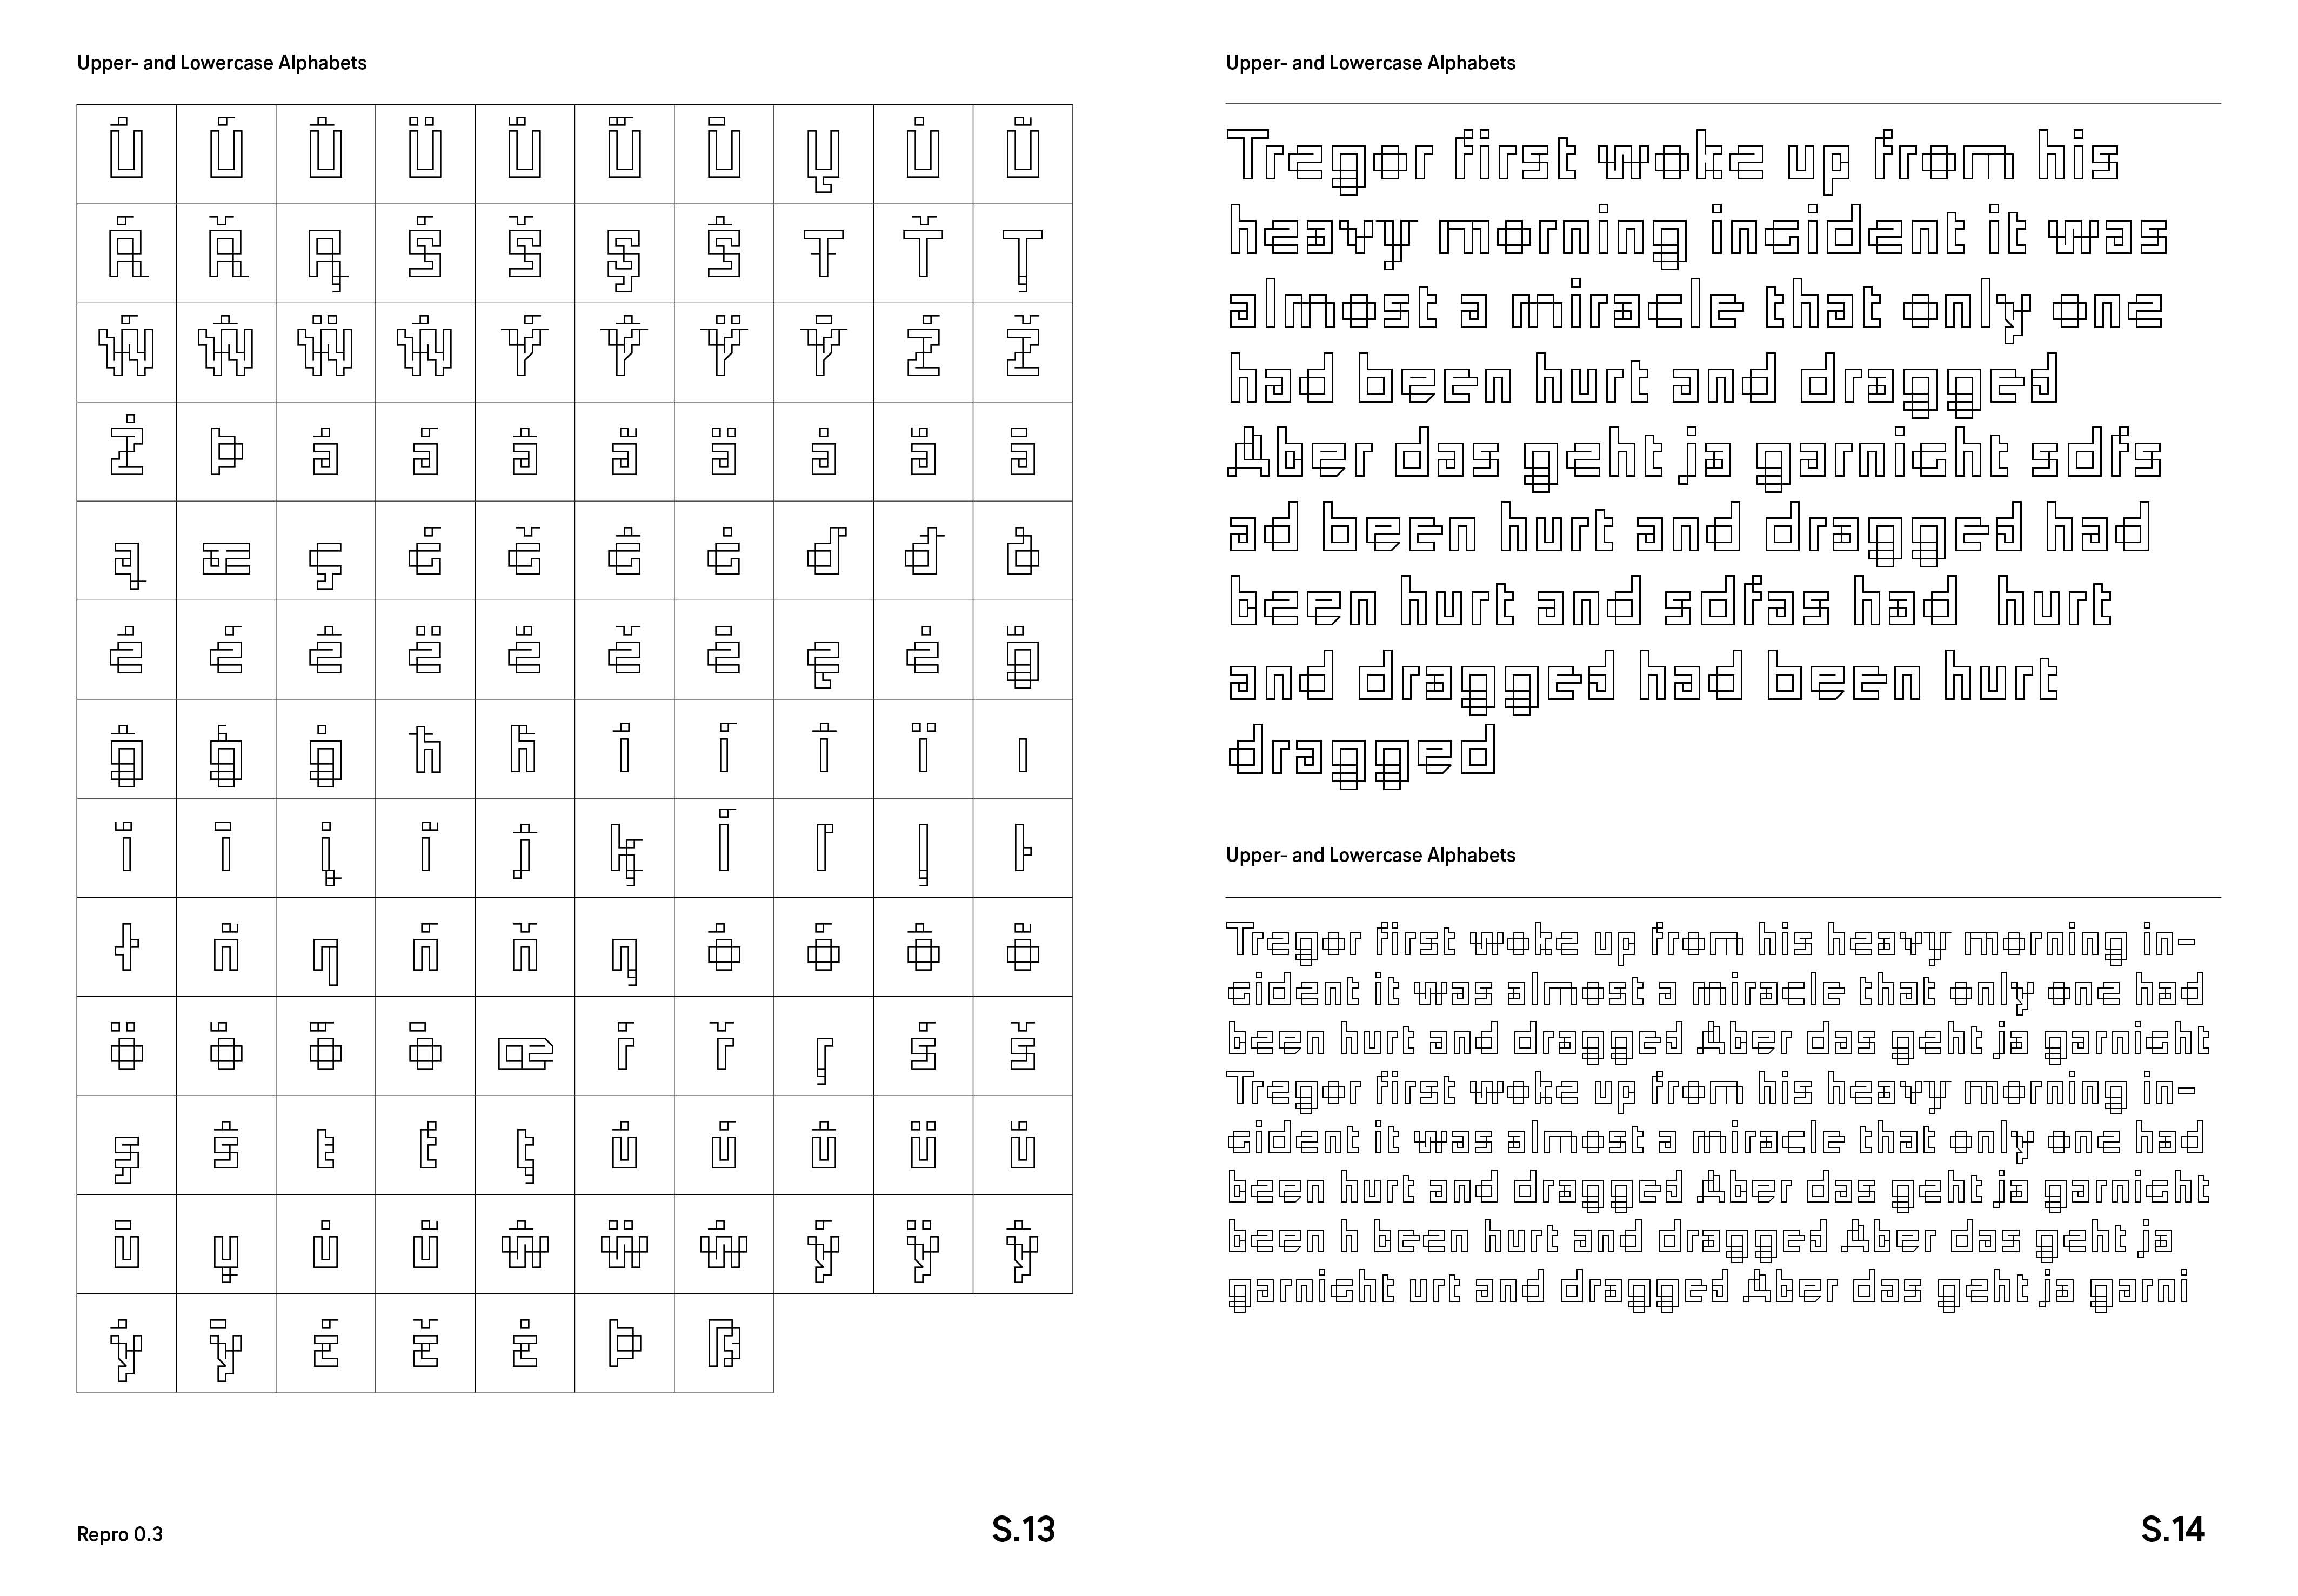 Upper- and Lowercase Alphabets
Ù Ú Û Ü Ŭ Ű Ū Ų Ů Ũ
Ŕ Ř Ŗ Ś Š Ş Ŝ Ŧ Ť Ţ
Ẃ Ŵ Ẅ Ẁ Ý Ŷ Ÿ Ȳ Ź Ž
Ż Þ à á â ã ä å ă ā
ą æ ç ć č ĉ ċ ď đ ð
è é ê ë ĕ ě ē ę ė ğ
ĝ ģ ġ ħ ĥ ì í î ï ı
ĭ ī į ĩ ĵ ķ ĺ ľ ļ ŀ
ł ñ ŋ ń ň ņ ò ó ô õ
ö ŏ ő ō œ ŕ ř ŗ ś š
ş ŝ ŧ ť ţ ù ú û ü ŭ
ū ų ů ũ ŵ ẅ ẁ ý ÿ ŷ
ỳ ȳ ź ž ż þ ß
Repro 0.3
S.13
Upper- and Lowercase Alphabets
Tregor first woke up from his
heavy morning incident it was
almost a miracle that only one
had been hurt and dragged
Aber das geht ja garnicht sdfs
ad been hurt and dragged had
been hurt and sdfas had hurt
and dragged had been hurt
dragged
Upper- and Lowercase Alphabets
Tregor first woke up from his heavy morning in-
cident it was almost a miracle that only one had
been hurt and dragged Aber das geht ja garnicht
Tregor first woke up from his heavy morning in-
cident it was almost a miracle that only one had
been hurt and dragged Aber das geht ja garnicht
been h been hurt and dragged Aber das geht ja
garnicht urt and dragged Aber das geht ja garni
S.14